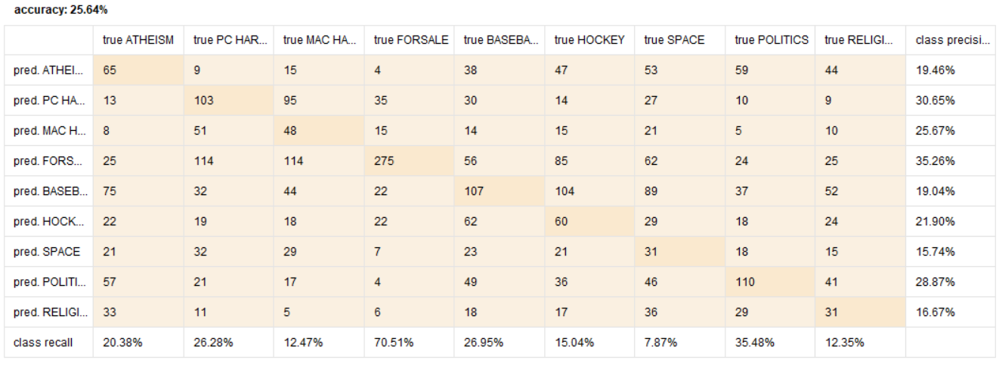 accuracy: 25.64%
true ATHEISM true PC HAR... true MAC HA... true FORSALE true BASEBA... true HOCKEY true SPACE true POLITICS true RELIGI... class precisi...
pred. ATHEI... 65 9 15 4 38 47 53 59 44 19.46%
pred. PC HA... 13 103 95 35 30 14 27 10 9 30.65%
pred. MAC H... 8 51 48 15 14 15 21 5 10 25.67%
pred. FORS... 25 114 114 275 56 85 62 24 25 35.26%
pred. BASEB... 75 32 44 22 107 104 89 37 52 19.04%
pred. HOCK... 22 19 18 22 62 60 29 18 24 21.90%
pred. SPACE 21 32 29 7 23 21 31 18 15 15.74%
pred. POLITI... 57 21 17 4 49 36 46 110 41 28.87%
pred. RELIGI... 33 11 5 6 18 17 36 29 31 16.67%
class recall 20.38% 26.28% 12.47% 70.51% 26.95% 15.04% 7.87% 35.48% 12.35%